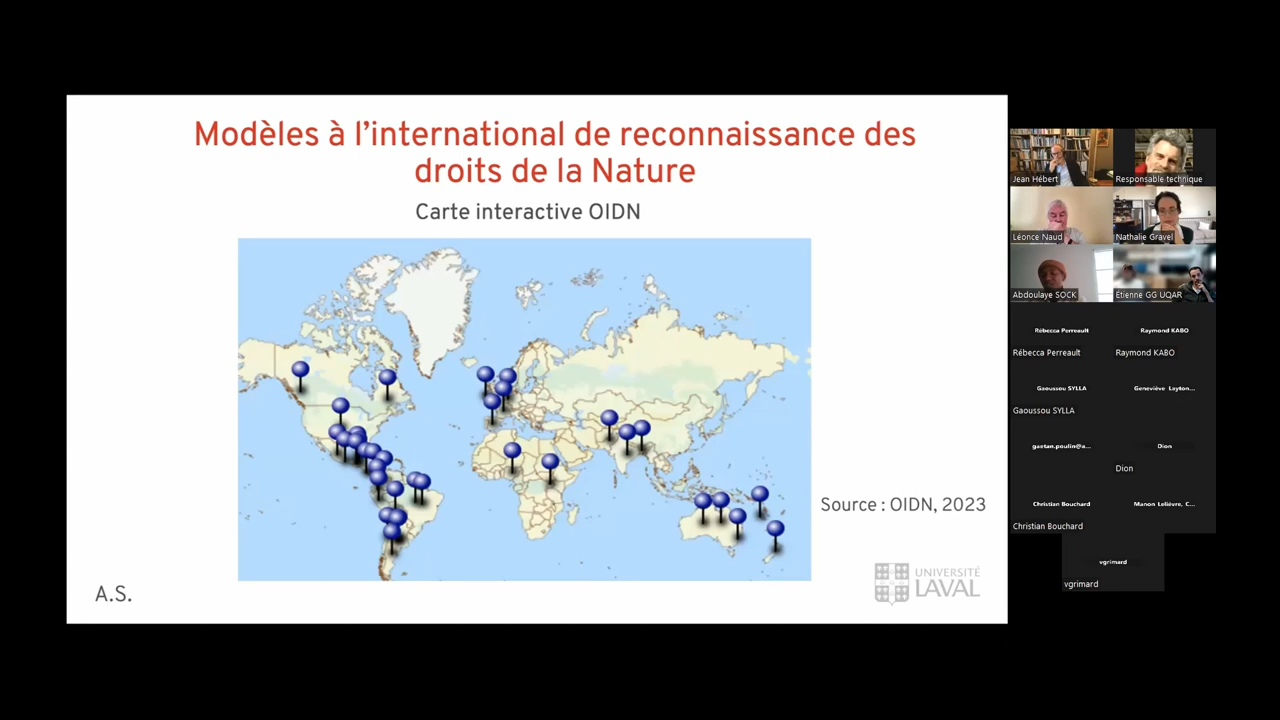 Modèles à l'international de reconnaissance des
droits de la Nature
Carte interactive OIDN
Source : OIDN, 2023
A.S.
UNIVERSITÉ
LAVAL
Jean Hébert
Responsable technique
Léonce Naud
Nathalie Gravel
Abdoulaye SOCK
Étienne GG UQAR
Rébecca Perreault
Raymond KABO
Rébecca Perreault
Raymond KABO
Gaoussou SYLLA
Geneviève Layton...
Gaoussou SYLLA
gaetan.poulin@a...
Dion
Dion
Christian Bouchard
Manon Lelièvre, C...
Christian Bouchard
vgrimard
vgrimard